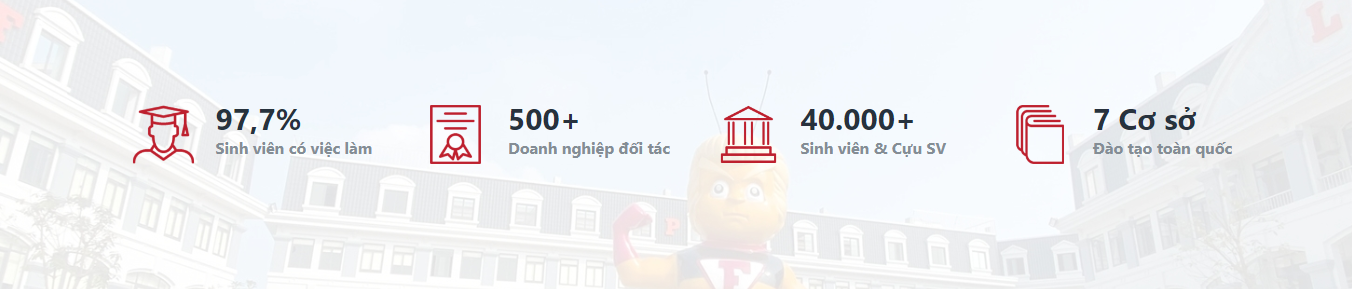 97,7%
Sinh viên có việc làm
500+
Doanh nghiệp đối tác
40.000+
Sinh viên & Cựu SV
7 Cơ sở
Đào tạo toàn quốc
F
P
F
L